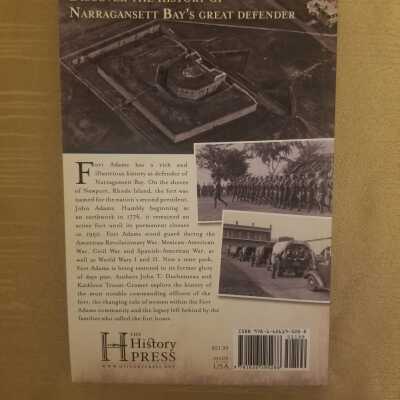 DISCOVER THE HISTORY OF
NARRAGANSETT BAY'S GREAT DEFENDER
Fort Adams has a rich and
illustrious history as defender of
Narragansett Bay. On the shores
of Newport, Rhode Island, the fort was
named for the nation's second president,
John Adams. Humbly beginning as
an earthwork in 1776, it remained an
active fort until its permanent closure
in 1950. Fort Adams stood guard during the
American Revolutionary War, Mexican-American
War, Civil War and Spanish-American War, as
well as World Wars I and II. Now a state park,
Fort Adams is being restored to its former glory
of days past. Authors John T. Duchesneau and
Kathleen Troost-Cramer explore the history of
the most notable commanding officers of the
fort, the changing role of women within the Fort
Adams community and the legacy left behind by the
families who called the fort home.
THE
History
PRESS
$21.99
MADE
IN
USA
ISBN